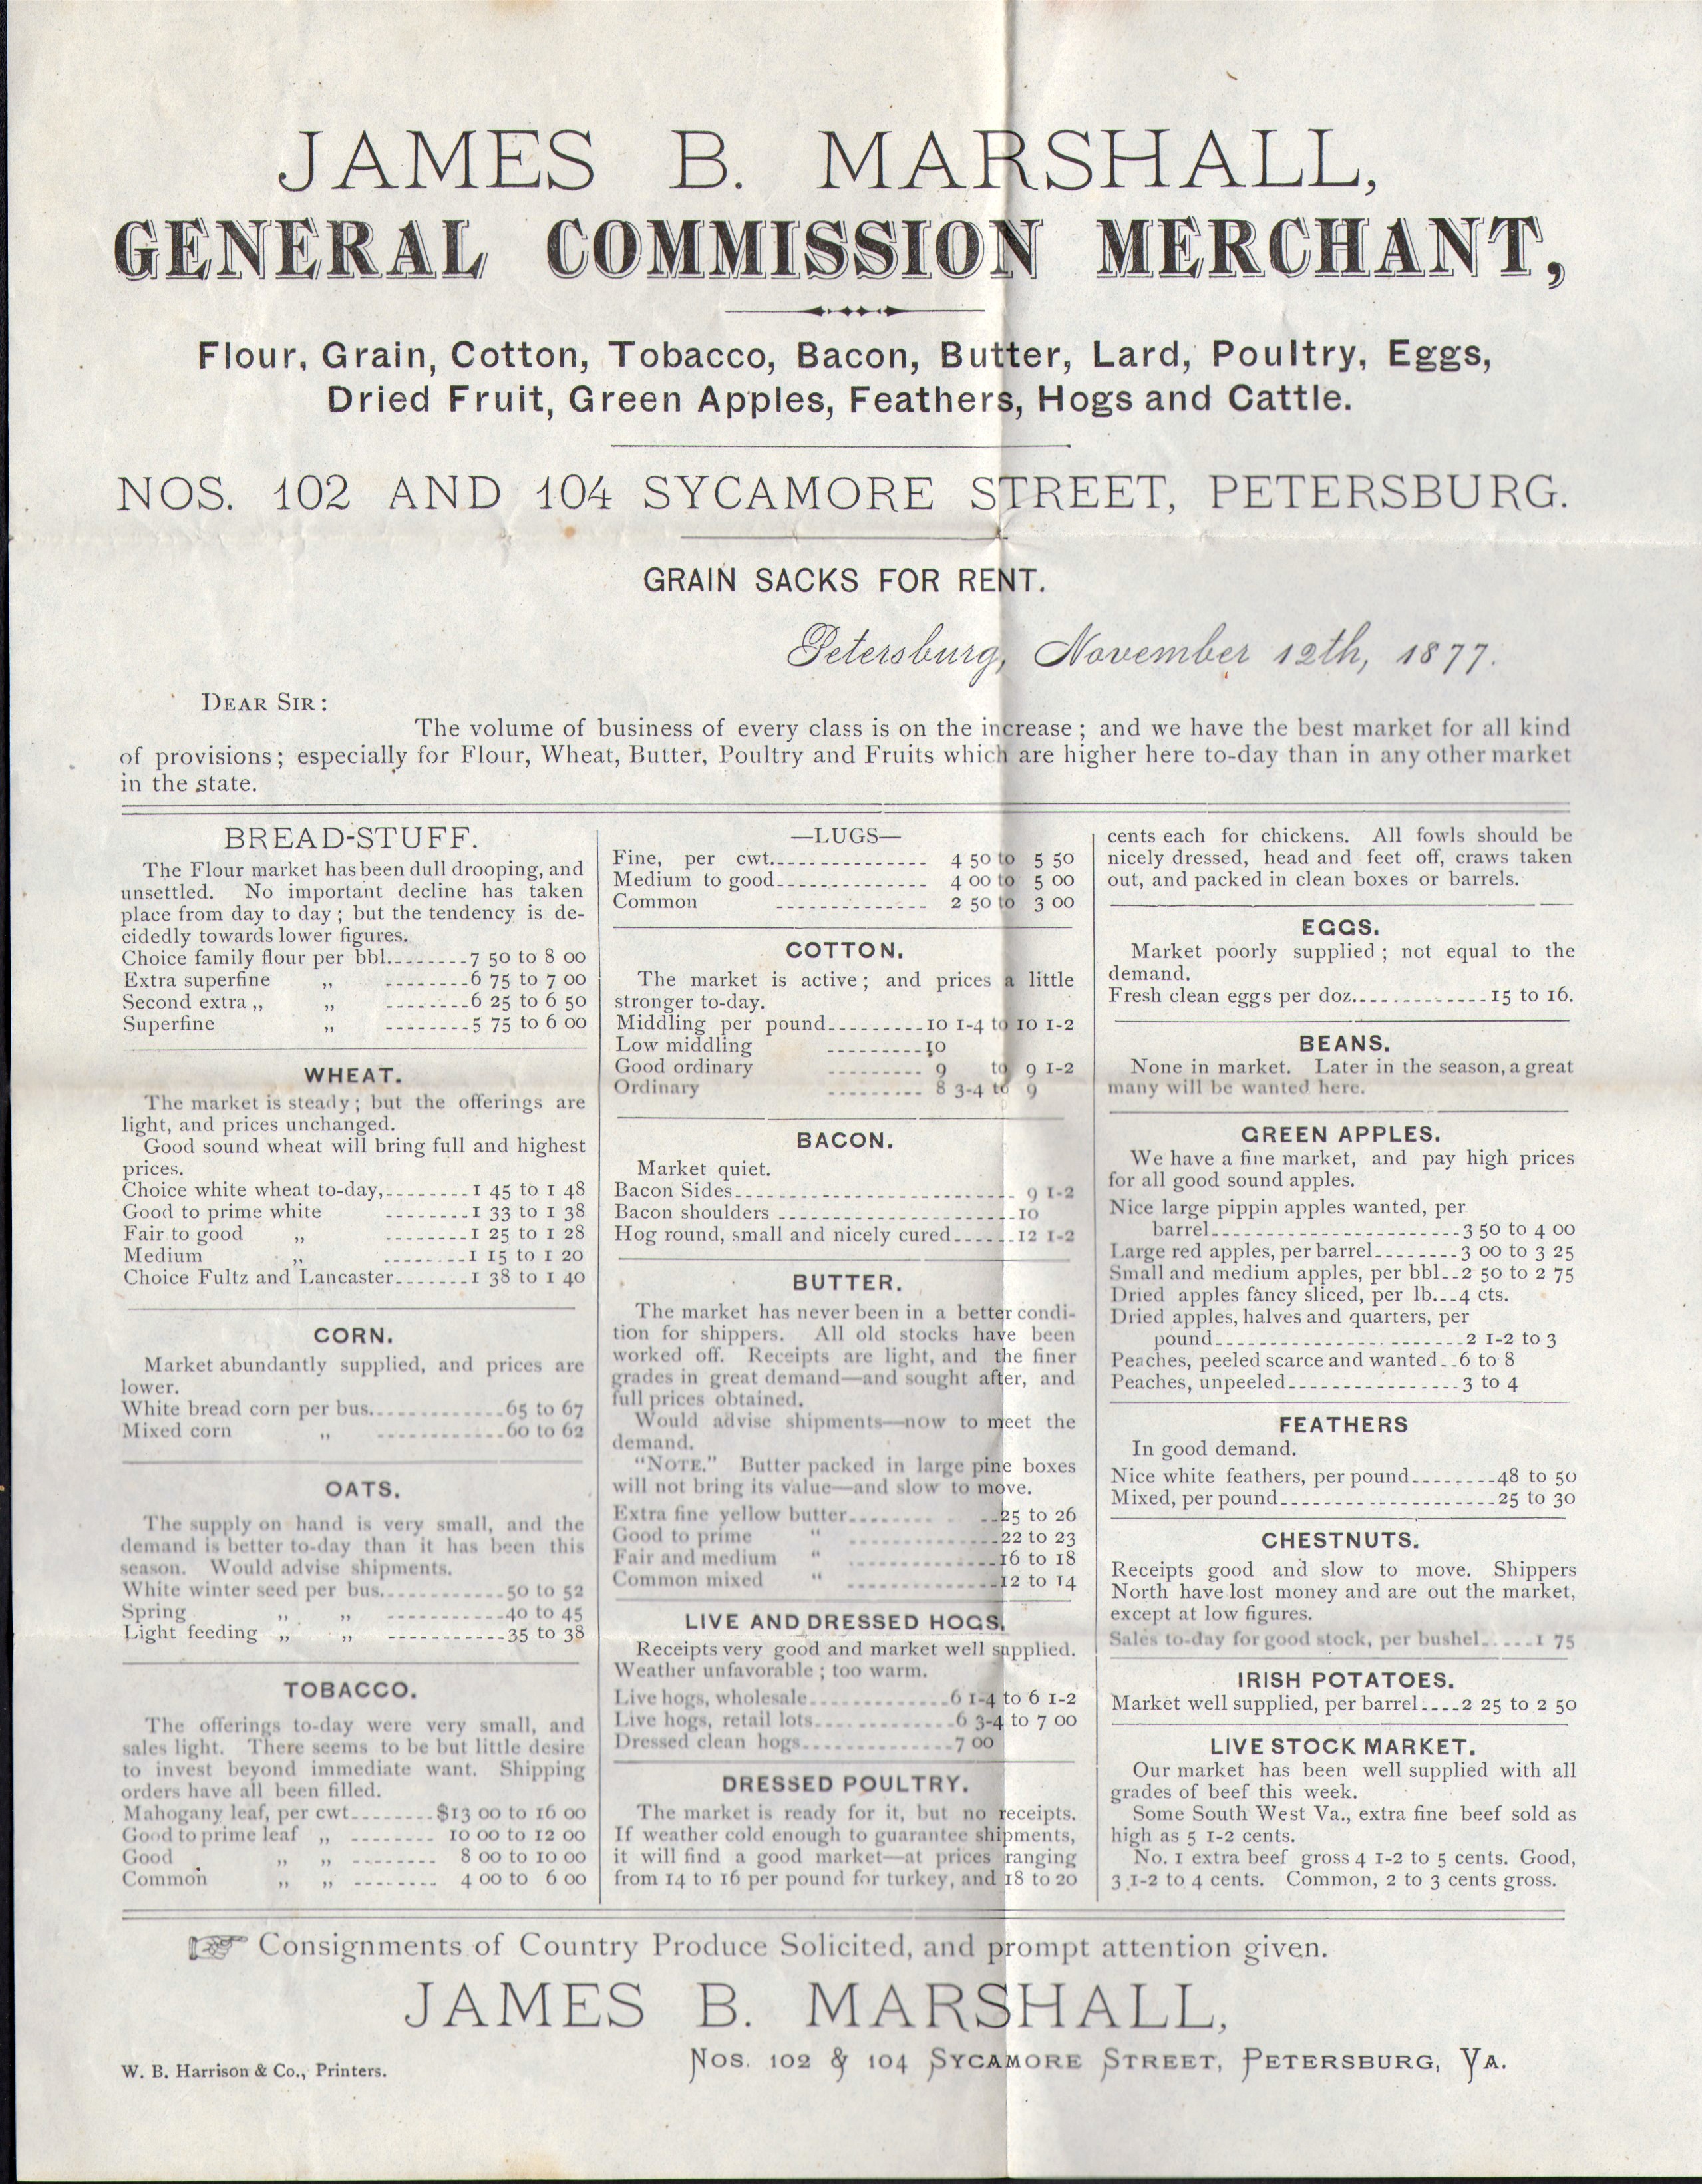 JAMES B. MARSHALL,
GENERAL COMMISSION MERCHANT,
Flour, Grain, Cotton, Tobacco, Bacon, Butter, Lard, Poultry, Eggs,
Dried Fruit, Green Apples, Feathers, Hogs and Cattle.
NOS. 102 AND 104 SYCAMORE STREET, PETERSBURG.
GRAIN SACKS FOR RENT.
Petersburg, November 12th, 1877.
DEAR SIR:
The volume of business of every class is on the increase; and we have the best market for all kind
of provisions; especially for Flour, Wheat, Butter, Poultry and Fruits which are higher here to-day than in any other market
in the state.
BREAD-STUFF.
The Flour market has been dull drooping, and
unsettled. No important decline has taken
place from day to day; but the tendency is de-
cidedly towards lower figures.
Choice family flour per bbl.--------7 50 to 8 00
Extra superfine ,, --------6 75 to 7 00
Second extra ,, ,, --------6 25 to 6 50
Superfine ,, --------5 75 to 6 00
WHEAT.
The market is steady; but the offerings are
light, and prices unchanged.
Good sound wheat will bring full and highest
prices.
Choice white wheat to-day,--------1 45 to 1 48
Good to prime white --------1 33 to 1 38
Fair to good ,, --------1 25 to 1 28
Medium ,, --------1 15 to 1 20
Choice Fultz and Lancaster-------1 38 to 1 40
CORN.
Market abundantly supplied, and prices are
lower.
White bread corn per bus.------------65 to 67
Mixed corn ,, ------------60 to 62
OATS.
The supply on hand is very small, and the
demand is better to-day than it has been this
season. Would advise shipments.
White winter seed per bus.-----------50 to 52
Spring ,, ,, -----------40 to 45
Light feeding ,, ,, -----------35 to 38
TOBACCO.
The offerings to-day were very small, and
sales light. There seems to be but little desire
to invest beyond immediate want. Shipping
orders have all been filled.
Mahogany leaf, per cwt--------$13 00 to 16 00
Good to prime leaf ,, -------- 10 00 to 12 00
Good ,, ,, -------- 8 00 to 10 00
Common ,, ,, -------- 4 00 to 6 00
—LUGS—
Fine, per cwt.--------------- 4 50 to 5 50
Medium to good--------------- 4 00 to 5 00
Common --------------- 2 50 to 3 00
COTTON.
The market is active; and prices a little
stronger to-day.
Middling per pound---------10 1-4 to 10 1-2
Low middling ---------10
Good ordinary --------- 9 to 9 1-2
Ordinary --------- 8 3-4 to 9
BACON.
Market quiet.
Bacon Sides---------------------------- 9 1-2
Bacon shoulders -----------------------10
Hog round, small and nicely cured------12 1-2
BUTTER.
The market has never been in a better condi-
tion for shippers. All old stocks have been
worked off. Receipts are light, and the finer
grades in great demand—and sought after, and
full prices obtained.
Would advise shipments—now to meet the
demand.
"NOTE." Butter packed in large pine boxes
will not bring its value—and slow to move.
Extra fine yellow butter-------- --25 to 26
Good to prime " --------------22 to 23
Fair and medium " --------------16 to 18
Common mixed " --------------12 to 14
LIVE AND DRESSED HOGS.
Receipts very good and market well supplied.
Weather unfavorable; too warm.
Live hogs, wholesale-------------6 1-4 to 6 1-2
Live hogs, retail lots-------------6 3-4 to 7 00
Dressed clean hogs--------------7 00
DRESSED POULTRY.
The market is ready for it, but no receipts.
If weather cold enough to guarantee shipments,
it will find a good market—at prices ranging
from 14 to 16 per pound for turkey, and 18 to 20
cents each for chickens. All fowls should be
nicely dressed, head and feet off, craws taken
out, and packed in clean boxes or barrels.
EGGS.
Market poorly supplied; not equal to the
demand.
Fresh clean eggs per doz.-------------15 to 16.
BEANS.
None in market. Later in the season, a great
many will be wanted here.
GREEN APPLES.
We have a fine market, and pay high prices
for all good sound apples.
Nice large pippin apples wanted, per
barrel------------------------3 50 to 4 00
Large red apples, per barrel--------3 00 to 3 25
Small and medium apples, per bbl--2 50 to 2 75
Dried apples fancy sliced, per lb.--4 cts.
Dried apples, halves and quarters, per
pound--------------------------2 1-2 to 3
Peaches, peeled scarce and wanted--6 to 8
Peaches, unpeeled-----------------3 to 4
FEATHERS
In good demand.
Nice white feathers, per pound--------48 to 50
Mixed, per pound---------------------25 to 30
CHESTNUTS.
Receipts good and slow to move. Shippers
North have lost money and are out the market,
except at low figures.
Sales to-day for good stock, per bushel------1 75
IRISH POTATOES.
Market well supplied, per barrel----2 25 to 2 50
LIVE STOCK MARKET.
Our market has been well supplied with all
grades of beef this week.
Some South West Va., extra fine beef sold as
high as 5 1-2 cents.
No. 1 extra beef gross 4 1-2 to 5 cents. Good,
3 1-2 to 4 cents. Common, 2 to 3 cents gross.
☞ Consignments of Country Produce Solicited, and prompt attention given.
JAMES B. MARSHALL,
NOS. 102 & 104 SYCAMORE STREET, PETERSBURG, VA.
W. B. Harrison & Co., Printers.